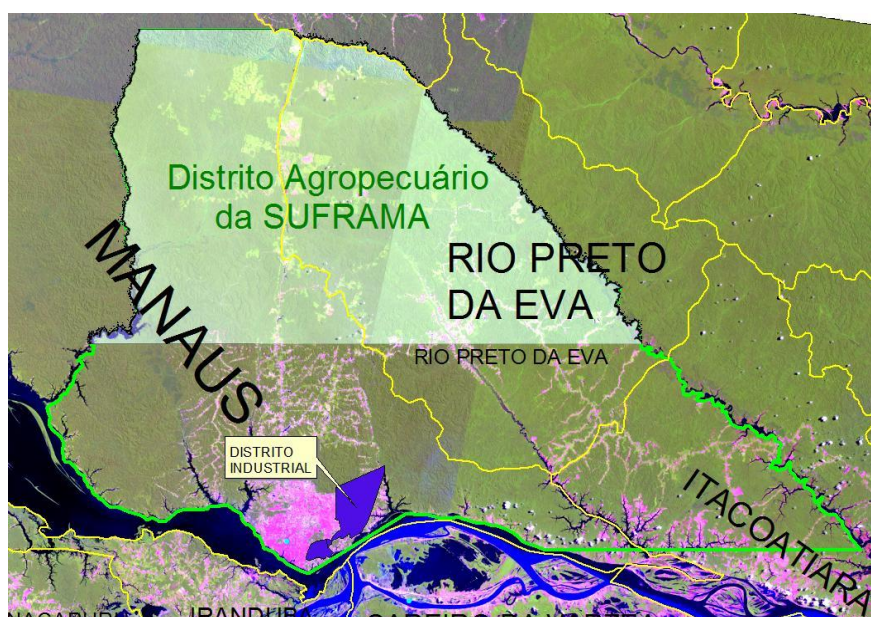 Distrito Agropecuário
da SUFRAMA
MANAUS
RIO PRETO
DA EVA
RIO PRETO DA EVA
DISTRITO
INDUSTRIAL
ITACOATIARA